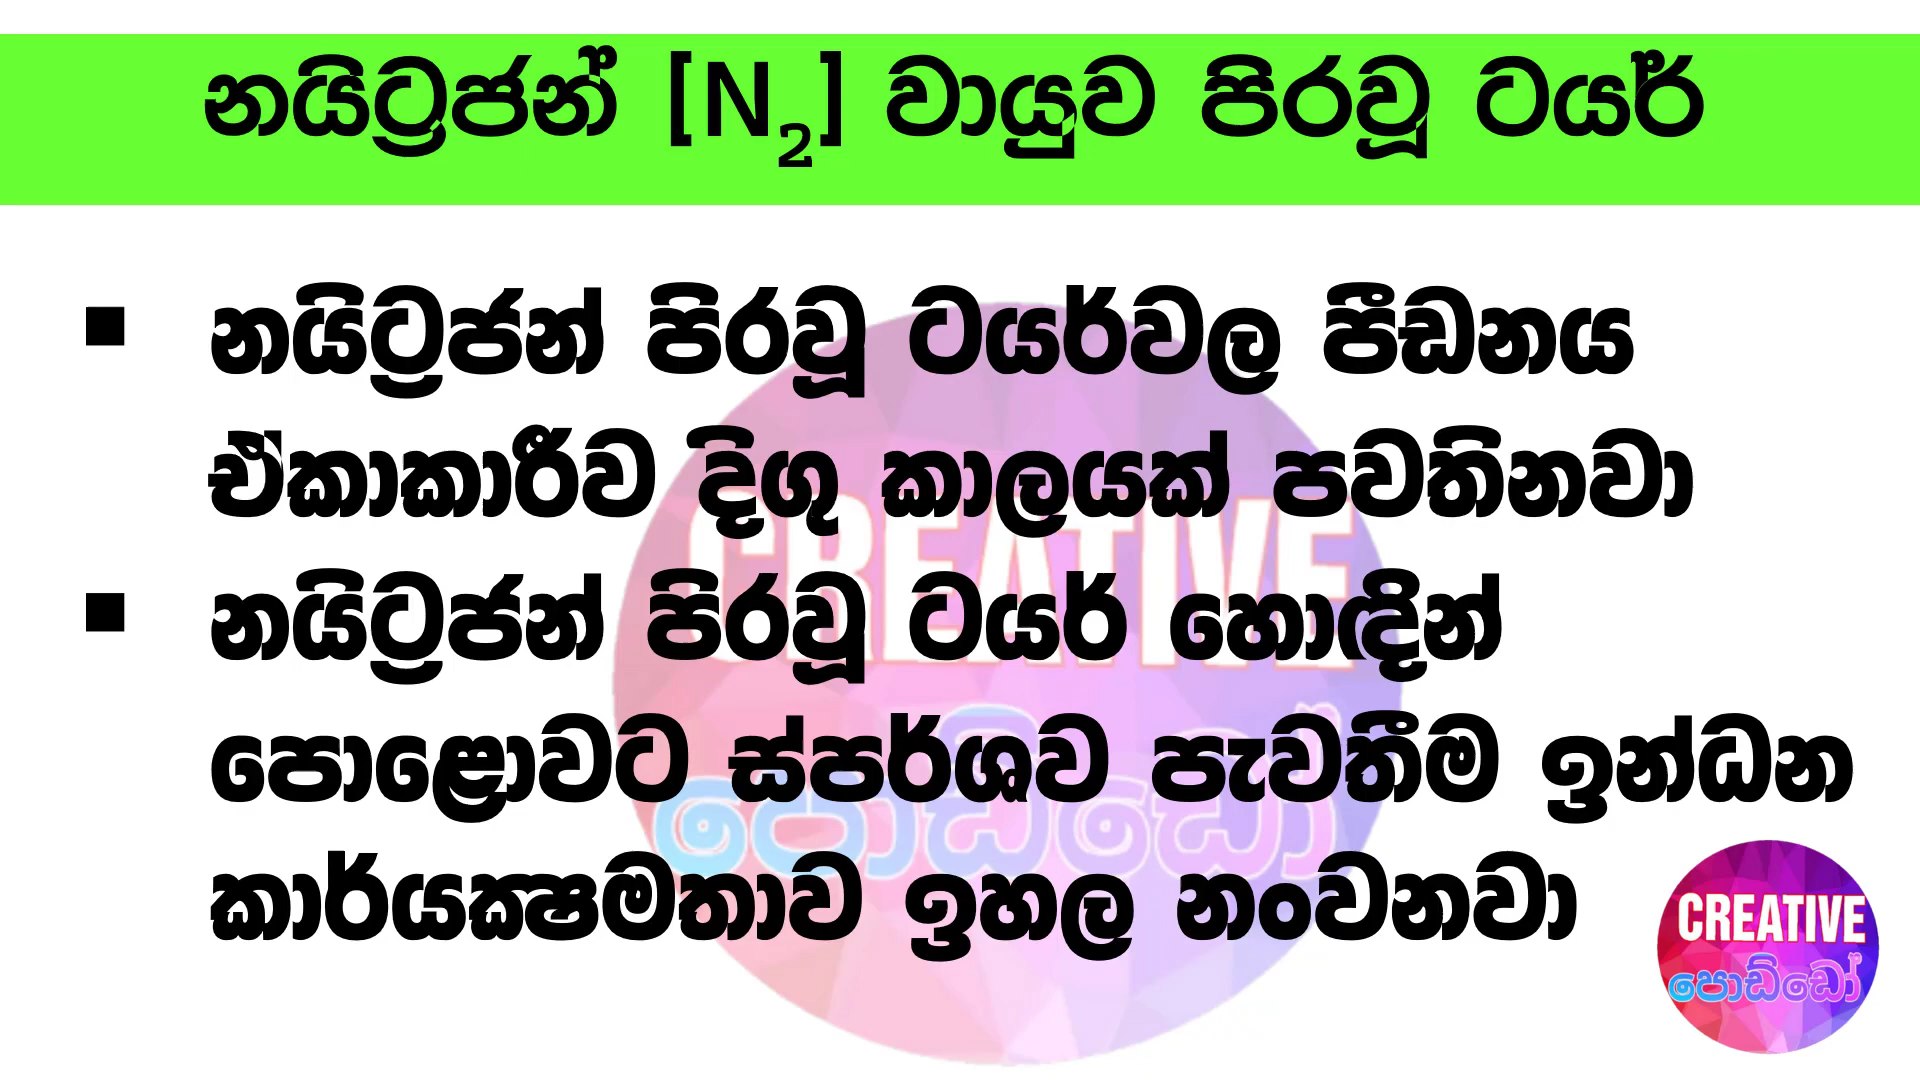 නයිට්‍රජන් [N₂] වායුව පිරවූ ටයර්
▪ නයිට්‍රජන් පිරවූ ටයර්වල පීඩනය
ඒකාකාරීව දිගු කාලයක් පවතිනවා
▪ නයිට්‍රජන් පිරවූ ටයර් හොඳින්
පොළොවට ස්පර්ශව පැවතීම ඉන්ධන
කාර්යක්ෂමතාව ඉහල නංවනවා
CREATIVE
පොඩ්ඩෝ
CREATIVE
පොඩ්ඩෝ